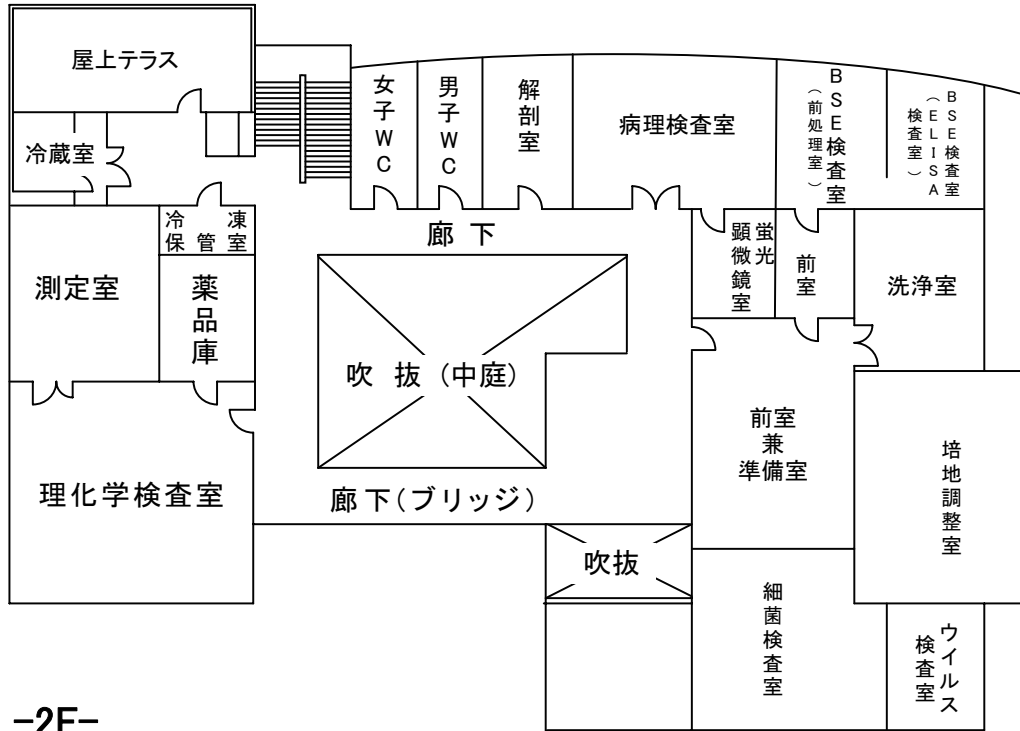 屋上テラス
冷蔵室
女子WC
男子WC
解剖室
病理検査室
BSE検査室
(前処理室)
BSE検査室
(ELISA
検査室)
冷凍
保管室
廊下
蛍光
顕微鏡室
前室
洗浄室
測定室
薬品庫
吹抜(中庭)
前室
兼
準備室
培地調整室
理化学検査室
廊下(ブリッジ)
吹抜
細菌検査室
ウイルス
検査室
-2F-